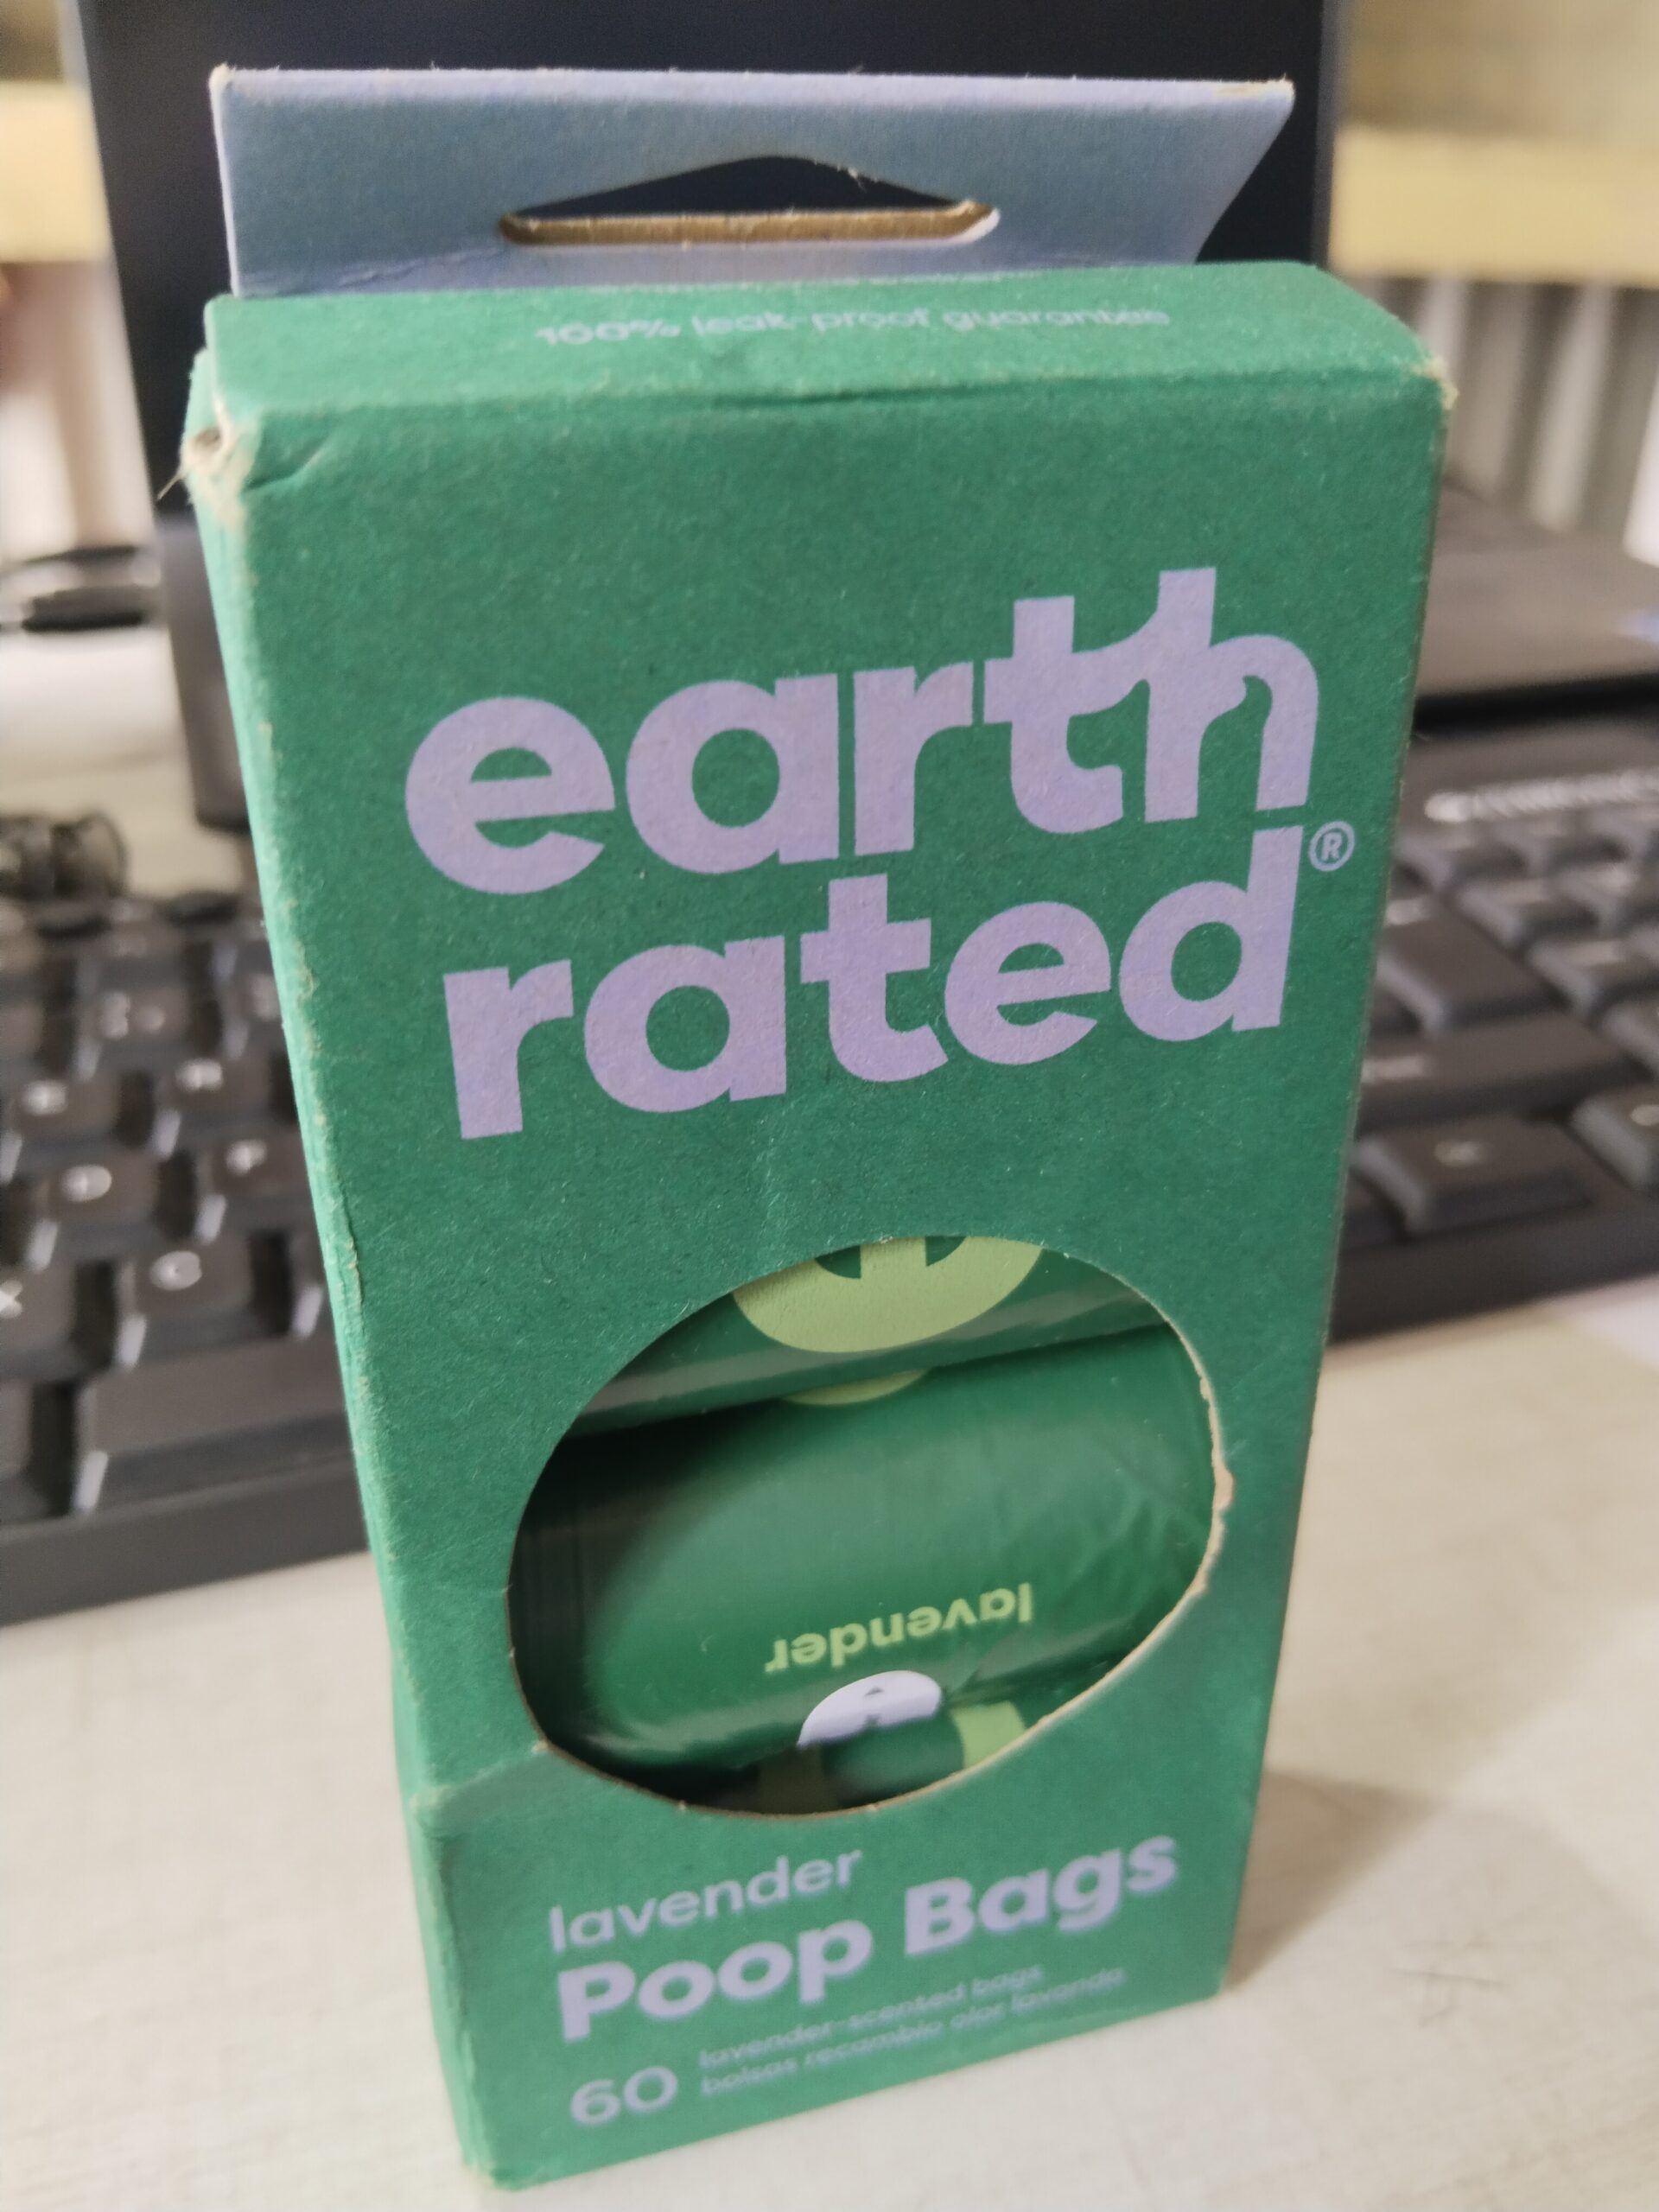 100% leak-proof guarantee
earth
rated®
lavender
lavender
Poop Bags
60
lavender-scented bags
bolsas recambio olor lavanda
D
F
X
C